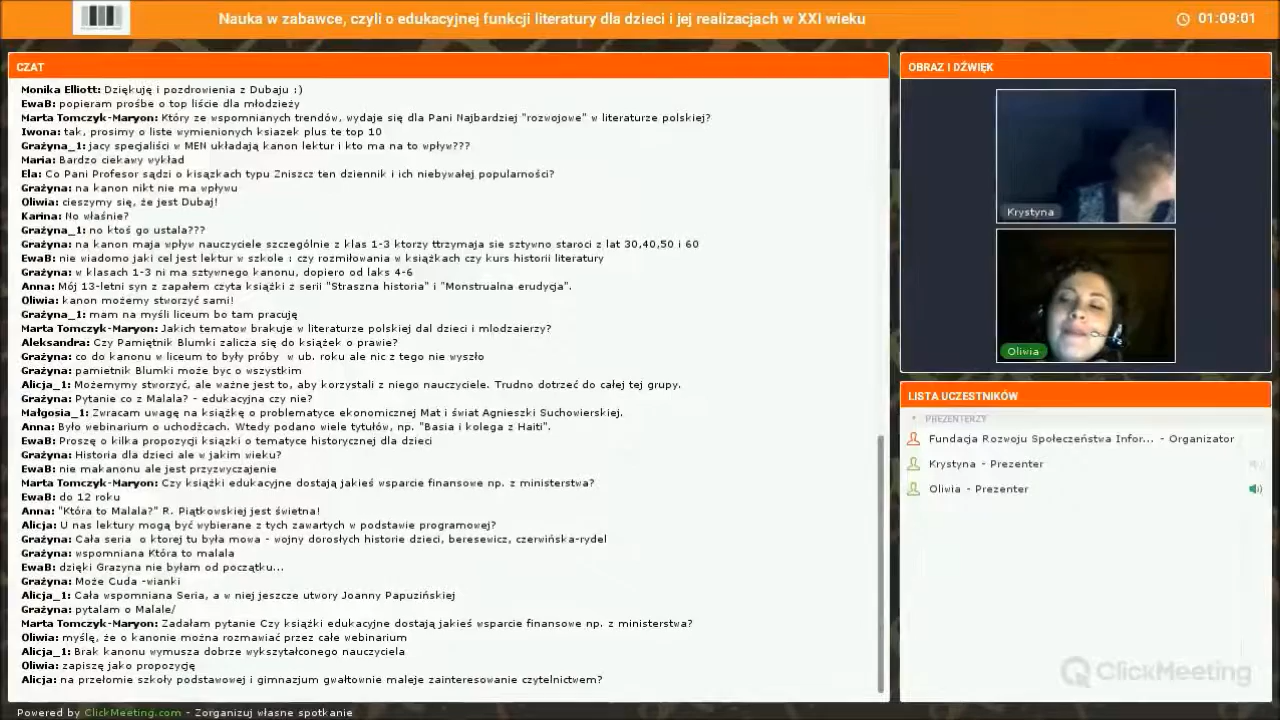 Nauka w zabawce, czyli o edukacyjnej funkcji literatury dla dzieci i jej realizacjach w XXI wieku
01:09:01
CZAT
Monika Elliott: Dziękuję i pozdrowienia z Dubaju :)
EwaB: popieram prośbe o top liście dla młodzieży
Marta Tomczyk-Maryon: Który ze wspomnianych trendów, wydaje się dla Pani Najbardziej "rozwojowe" w literaturze polskiej?
Iwona: tak, prosimy o liste wymienionych ksiazek plus te top 10
Grażyna_1: jacy specjaliści w MEN układają kanon lektur i kto ma na to wpływ???
Maria: Bardzo ciekawy wykład
Ela: Co Pani Profesor sądzi o kisązkach typu Zniszcz ten dziennik i ich niebywałej popularności?
Grażyna: na kanon nikt nie ma wpływu
Oliwia: cieszymy się, że jest Dubaj!
Karina: No właśnie?
Grażyna_1: no ktoś go ustala???
Grażyna: na kanon maja wpływ nauczyciele szczególnie z klas 1-3 ktorzy ttrzymaja sie sztywno staroci z lat 30,40,50 i 60
EwaB: nie wiadomo jaki cel jest lektur w szkole : czy rozmiłowania w książkach czy kurs historii literatury
Grażyna: w klasach 1-3 ni ma sztywnego kanonu, dopiero od laks 4-6
Anna: Mój 13-letni syn z zapałem czyta książki z serii "Straszna historia" i "Monstrualna erudycja".
Oliwia: kanon możemy stworzyć sami!
Grażyna_1: mam na myśli liceum bo tam pracuję
Marta Tomczyk-Maryon: Jakich tematow brakuje w literaturze polskiej dal dzieci i mlodzaierzy?
Aleksandra: Czy Pamiętnik Blumki zalicza się do książek o prawie?
Grażyna: co do kanonu w liceum to były próby w ub. roku ale nic z tego nie wyszło
Grażyna: pamietnik Blumki może byc o wszystkim
Alicja_1: Możemymy stworzyć, ale ważne jest to, aby korzystali z niego nauczyciele. Trudno dotrzeć do całej tej grupy.
Grażyna: Pytanie co z Malala? - edukacyjna czy nie?
Małgosia_1: Zwracam uwagę na książkę o problematyce ekonomicznej Mat i świat Agnieszki Suchowierskiej.
Anna: Było webinarium o uchodźcach. Wtedy podano wiele tytułów, np. "Basia i kolega z Haiti".
EwaB: Proszę o kilka propozycji książki o tematyce historycznej dla dzieci
Grażyna: Historia dla dzieci ale w jakim wieku?
EwaB: nie makanonu ale jest przyzwyczajenie
Marta Tomczyk-Maryon: Czy książki edukacyjne dostają jakieś wsparcie finansowe np. z ministerstwa?
EwaB: do 12 roku
Anna: "Która to Malala?" R. Piątkowskiej jest świetna!
Alicja: U nas lektury mogą być wybierane z tych zawartych w podstawie programowej?
Grażyna: Cała seria o ktorej tu była mowa - wojny dorosłych historie dzieci, beresewicz, czerwińska-rydel
Grażyna: wspomniana Która to malala
EwaB: dzięki Grazyna nie byłam od początku...
Grażyna: Może Cuda -wianki
Alicja_1: Cała wspomniana Seria, a w niej jeszcze utwory Joanny Papuzińskiej
Grażyna: pytalam o Malale/
Marta Tomczyk-Maryon: Zadałam pytanie Czy książki edukacyjne dostają jakieś wsparcie finansowe np. z ministerstwa?
Oliwia: myślę, że o kanonie można rozmawiać przez całe webinarium
Alicja_1: Brak kanonu wymusza dobrze wykształconego nauczyciela
Oliwia: zapiszę jako propozycję
Alicja: na przełomie szkoły podstawowej i gimnazjum gwałtownie maleje zainteresowanie czytelnictwem?
Powered by ClickMeeting.com - Zorganizuj własne spotkanie
OBRAZ I DŹWIĘK
Krystyna
Oliwia
LISTA UCZESTNIKÓW
PREZENTERZY
Fundacja Rozwoju Społeczeństwa Infor... - Organizator
Krystyna - Prezenter
Oliwia - Prezenter
ClickMeeting